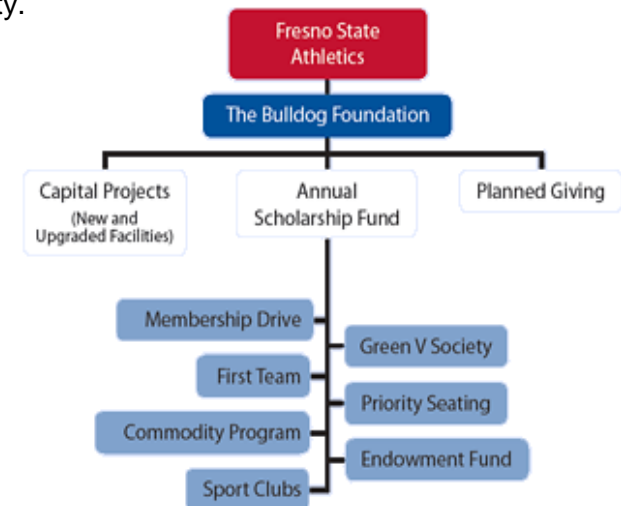 ty.
Fresno State
Athletics
The Bulldog Foundation
Capital Projects
(New and
Upgraded Facilities)
Annual
Scholarship Fund
Planned Giving
Membership Drive
Green V Society
First Team
Priority Seating
Commodity Program
Endowment Fund
Sport Clubs